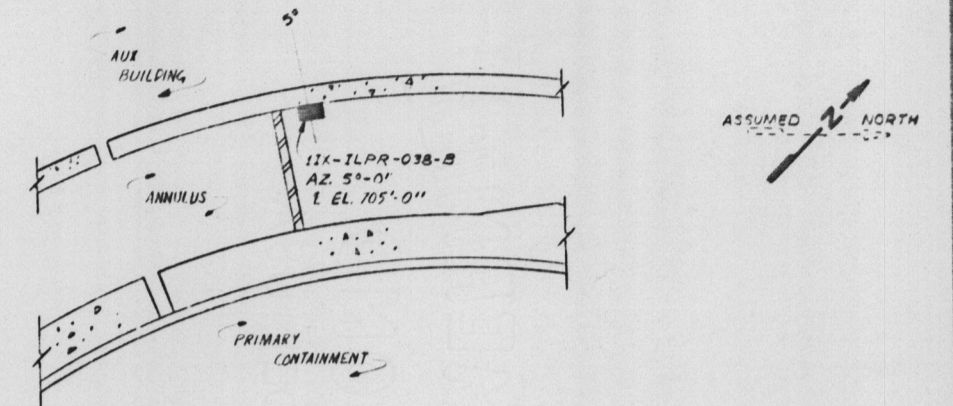 5°
AUX
BUILDING
ASSUMED N NORTH
1IX-ILPR-038-B
AZ. 5°-0'
EL. 705'-0"
ANNULUS
PRIMARY
CONTAINMENT